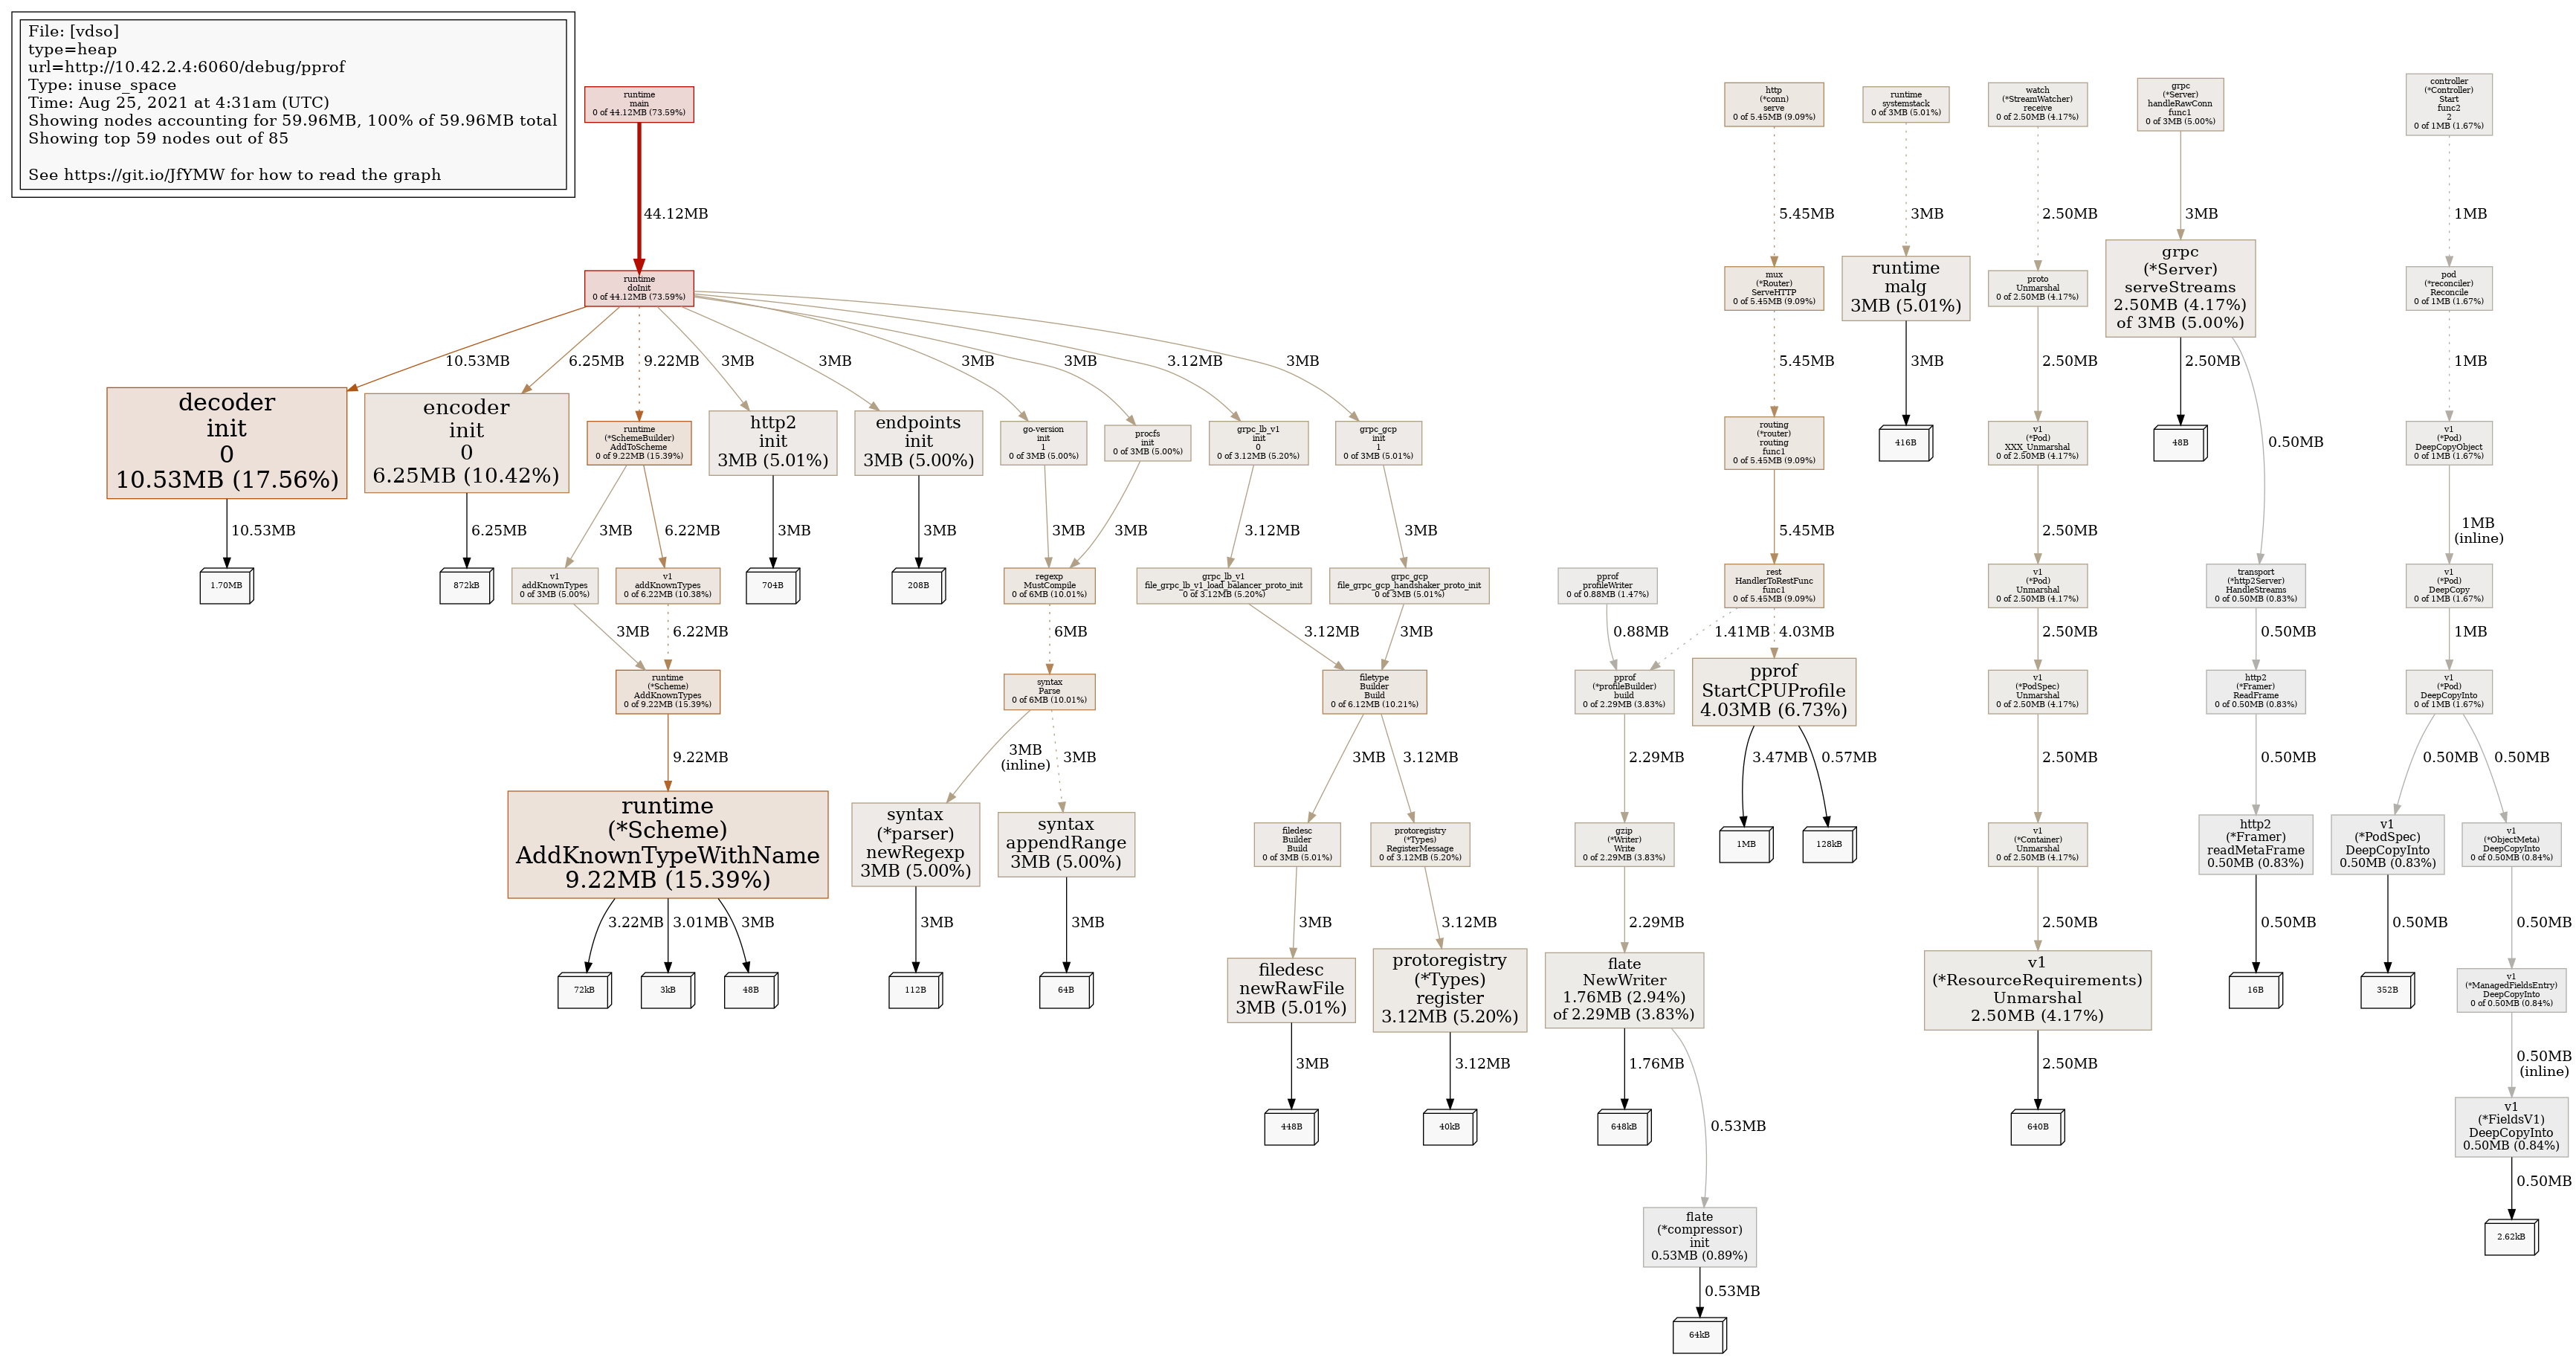 File: [vdso]
type=heap
url=http://10.42.2.4:6060/debug/pprof
Type: inuse_space
Time: Aug 25, 2021 at 4:31am (UTC)
Showing nodes accounting for 59.96MB, 100% of 59.96MB total
Showing top 59 nodes out of 85
See https://git.io/JfYMW for how to read the graph
runtime
main
0 of 44.12MB (73.59%)
http
(*conn)
serve
0 of 5.45MB (9.09%)
runtime
systemstack
0 of 3MB (5.01%)
watch
(*StreamWatcher)
receive
0 of 2.50MB (4.17%)
grpc
(*Server)
handleRawConn
func1
0 of 3MB (5.00%)
controller
(*Controller)
Start
func2
2
0 of 1MB (1.67%)
44.12MB
5.45MB
3MB
2.50MB
3MB
1MB
runtime
doInit
0 of 44.12MB (73.59%)
mux
(*Router)
ServeHTTP
0 of 5.45MB (9.09%)
runtime
malg
3MB (5.01%)
proto
Unmarshal
0 of 2.50MB (4.17%)
grpc
(*Server)
serveStreams
2.50MB (4.17%)
of 3MB (5.00%)
pod
(*reconciler)
Reconcile
0 of 1MB (1.67%)
10.53MB
6.25MB
9.22MB
3MB
3MB
3MB
3MB
3.12MB
3MB
5.45MB
3MB
2.50MB
2.50MB
0.50MB
1MB
decoder
init
0
10.53MB (17.56%)
encoder
init
0
6.25MB (10.42%)
runtime
(*SchemeBuilder)
AddToScheme
0 of 9.22MB (15.39%)
http2
init
3MB (5.01%)
endpoints
init
3MB (5.00%)
go-version
init
1
0 of 3MB (5.00%)
procfs
init
0 of 3MB (5.00%)
grpc_lb_v1
init
0
0 of 3.12MB (5.20%)
grpc_gcp
init
1
0 of 3MB (5.01%)
routing
(*router)
routing
func1
0 of 5.45MB (9.09%)
416B
v1
(*Pod)
XXX_Unmarshal
0 of 2.50MB (4.17%)
48B
v1
(*Pod)
DeepCopyObject
0 of 1MB (1.67%)
10.53MB
6.25MB
3MB
6.22MB
3MB
3MB
3MB
3MB
3.12MB
3MB
5.45MB
2.50MB
1MB
(inline)
1.70MB
872kB
v1
addKnownTypes
0 of 3MB (5.00%)
v1
addKnownTypes
0 of 6.22MB (10.38%)
704B
208B
regexp
MustCompile
0 of 6MB (10.01%)
grpc_lb_v1
file_grpc_lb_v1_load_balancer_proto_init
0 of 3.12MB (5.20%)
grpc_gcp
file_grpc_gcp_handshaker_proto_init
0 of 3MB (5.01%)
pprof
profileWriter
0 of 0.88MB (1.47%)
rest
HandlerToRestFunc
func1
0 of 5.45MB (9.09%)
v1
(*Pod)
Unmarshal
0 of 2.50MB (4.17%)
transport
(*http2Server)
HandleStreams
0 of 0.50MB (0.83%)
v1
(*Pod)
DeepCopy
0 of 1MB (1.67%)
3MB
6.22MB
6MB
3.12MB
3MB
0.88MB
1.41MB
4.03MB
2.50MB
0.50MB
1MB
runtime
(*Scheme)
AddKnownTypes
0 of 9.22MB (15.39%)
syntax
Parse
0 of 6MB (10.01%)
filetype
Builder
Build
0 of 6.12MB (10.21%)
pprof
(*profileBuilder)
build
0 of 2.29MB (3.83%)
pprof
StartCPUProfile
4.03MB (6.73%)
v1
(*PodSpec)
Unmarshal
0 of 2.50MB (4.17%)
http2
(*Framer)
ReadFrame
0 of 0.50MB (0.83%)
v1
(*Pod)
DeepCopyInto
0 of 1MB (1.67%)
9.22MB
3MB
(inline)
3MB
3MB
3.12MB
2.29MB
3.47MB
0.57MB
2.50MB
0.50MB
0.50MB
0.50MB
runtime
(*Scheme)
AddKnownTypeWithName
9.22MB (15.39%)
syntax
(*parser)
newRegexp
3MB (5.00%)
syntax
appendRange
3MB (5.00%)
filedesc
Builder
Build
0 of 3MB (5.01%)
protoregistry
(*Types)
RegisterMessage
0 of 3.12MB (5.20%)
gzip
(*Writer)
Write
0 of 2.29MB (3.83%)
1MB
128kB
v1
(*Container)
Unmarshal
0 of 2.50MB (4.17%)
http2
(*Framer)
readMetaFrame
0.50MB (0.83%)
v1
(*PodSpec)
DeepCopyInto
0.50MB (0.83%)
v1
(*ObjectMeta)
DeepCopyInto
0 of 0.50MB (0.84%)
3.22MB
3.01MB
3MB
3MB
3MB
3MB
3.12MB
2.29MB
2.50MB
0.50MB
0.50MB
0.50MB
72kB
3kB
48B
112B
64B
filedesc
newRawFile
3MB (5.01%)
protoregistry
(*Types)
register
3.12MB (5.20%)
flate
NewWriter
1.76MB (2.94%)
of 2.29MB (3.83%)
v1
(*ResourceRequirements)
Unmarshal
2.50MB (4.17%)
16B
352B
v1
(*ManagedFieldsEntry)
DeepCopyInto
0 of 0.50MB (0.84%)
3MB
3.12MB
1.76MB
0.53MB
2.50MB
0.50MB
(inline)
448B
40kB
648kB
640B
v1
(*FieldsV1)
DeepCopyInto
0.50MB (0.84%)
0.50MB
flate
(*compressor)
init
0.53MB (0.89%)
2.62kB
0.53MB
64kB